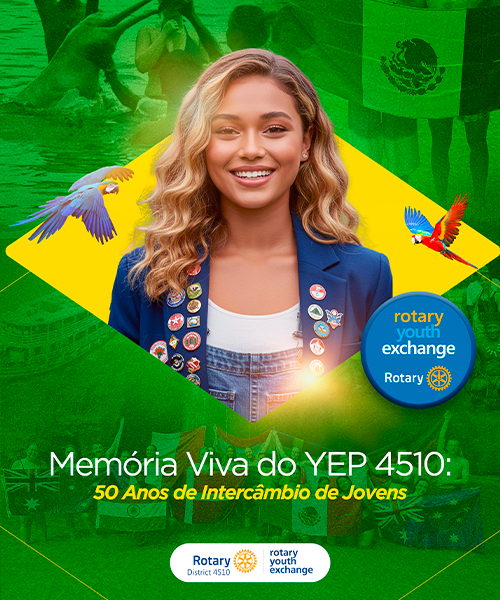 rotary
youth
exchange
Rotary
Memória Viva do YEP 4510:
50 Anos de Intercâmbio de Jovens
Rotary
District 4510
rotary
youth
exchange